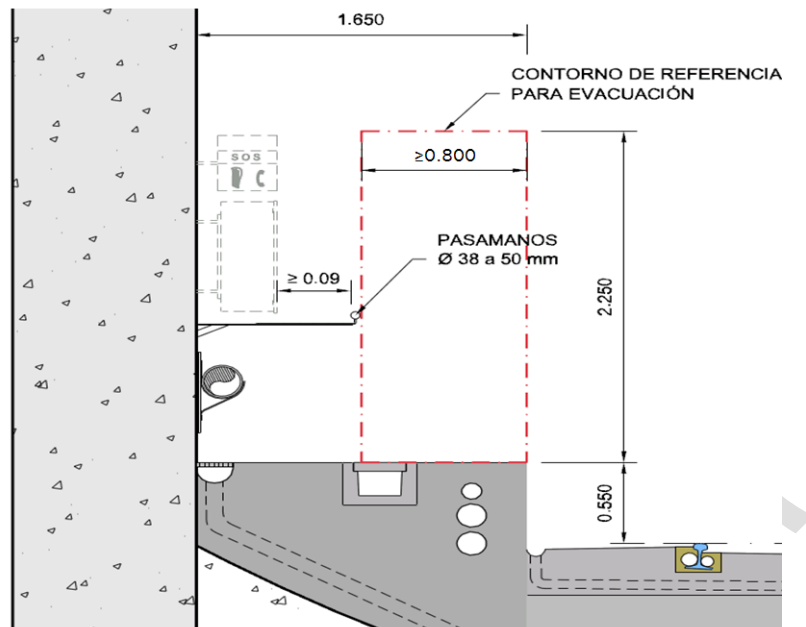 1.650
CONTORNO DE REFERENCIA
PARA EVACUACIÓN
≥0.800
SOS
PASAMANOS
Ø 38 a 50 mm
≥ 0.09
2.250
0.550